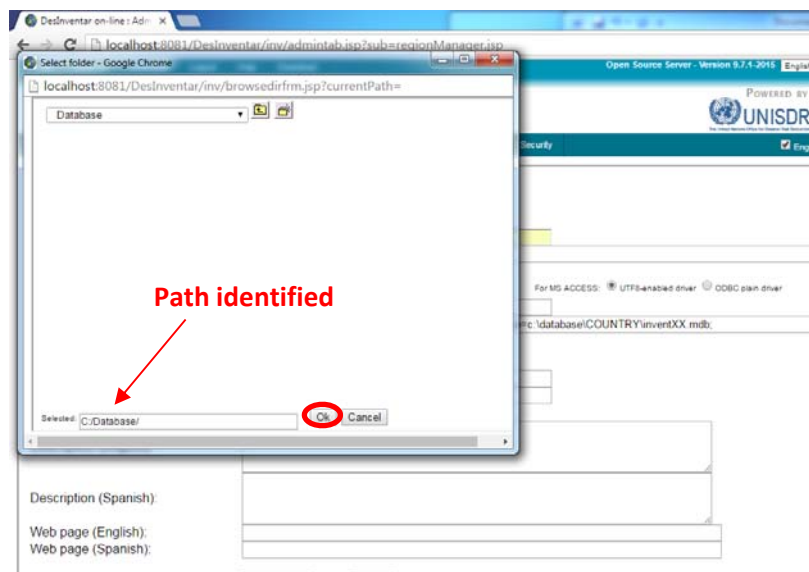 DesInventar on-line : Adm
localhost:8081/DesInventar/inv/admintab.jsp?sub=regionManager.jsp
Select folder - Google Chrome
Open Source Server - Version 9.7.1-2015 Englis
localhost:8081/DesInventar/inv/browsedirfrm.jsp?currentPath=
POWERED BY
Database
UNISDR
Security
Eng
For MS ACCESS: UTF8-enabled driver ODBC plain driver
Path identified
=c:\database\COUNTRY\inventXX.mdb;
Selected: C:/Database/ Ok Cancel
Description (Spanish):
Web page (English):
Web page (Spanish):